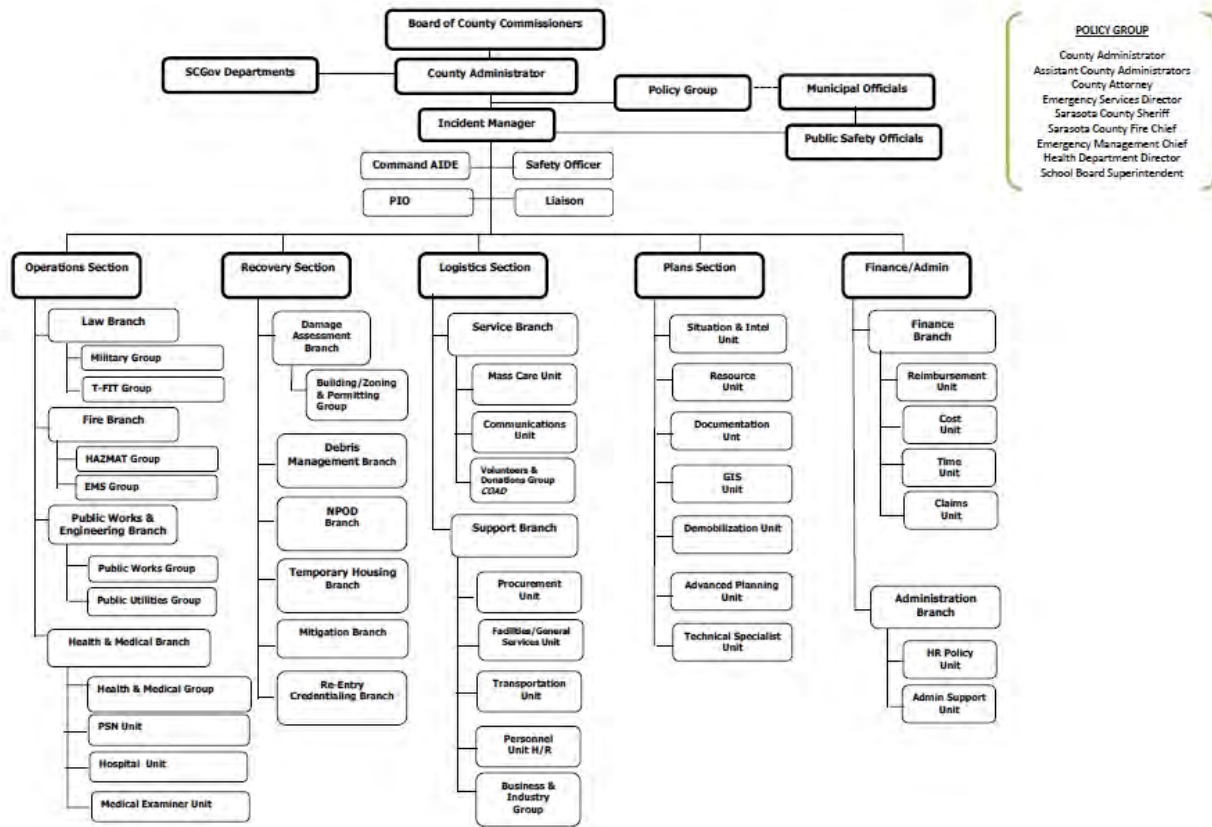 Board of County Commissioners
SCGov Departments
County Administrator
Policy Group
Municipal Officials
Incident Manager
Public Safety Officials
Command AIDE
Safety Officer
PIO
Liaison
POLICY GROUP
County Administrator
Assistant County Administrators
County Attorney
Emergency Services Director
Sarasota County Sheriff
Sarasota County Fire Chief
Emergency Management Chief
Health Department Director
School Board Superintendent
Operations Section
Law Branch
Military Group
T-FIT Group
Fire Branch
HAZMAT Group
EMS Group
Public Works &
Engineering Branch
Public Works Group
Public Utilities Group
Health & Medical Branch
Health & Medical Group
PSN Unit
Hospital Unit
Medical Examiner Unit
Recovery Section
Damage
Assessment
Branch
Building/Zoning
& Permitting
Group
Debris
Management Branch
NPOD
Branch
Temporary Housing
Branch
Mitigation Branch
Re-Entry
Credentialing Branch
Logistics Section
Service Branch
Mass Care Unit
Communications
Unit
Volunteers &
Donations Group
COAD
Support Branch
Procurement
Unit
Facilities/General
Services Unit
Transportation
Unit
Personnel
Unit H/R
Business &
Industry
Group
Plans Section
Situation & Intel
Unit
Resource
Unit
Documentation
Unt
GIS
Unit
Demobilization Unit
Advanced Planning
Unit
Technical Specialist
Unit
Finance/Admin
Finance
Branch
Reimbursement
Unit
Cost
Unit
Time
Unit
Claims
Unit
Administration
Branch
HR Policy
Unit
Admin Support
Unit